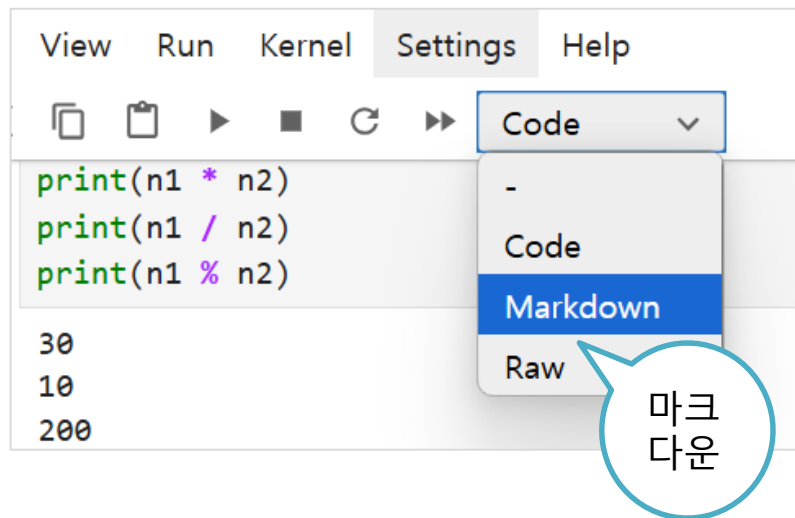 View Run Kernel Settings Help
Code
print(n1 * n2)
print(n1 / n2)
print(n1 % n2)
30
10
200
-
Code
Markdown
Raw
마크
다운